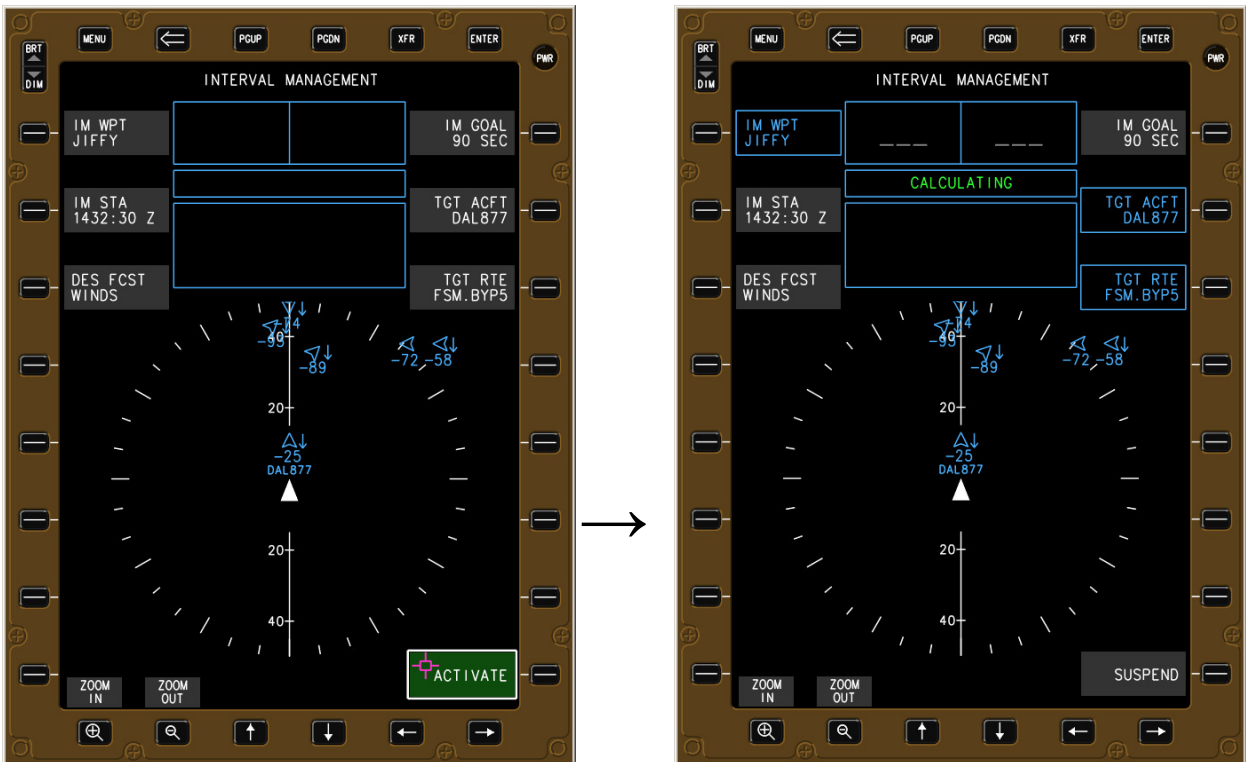 MENU
PGUP
PGDN
XFR
ENTER
BRT
DIM
PWR
INTERVAL MANAGEMENT
IM WPT
JIFFY
IM GOAL
90 SEC
IM STA
1432:30 Z
TGT ACFT
DAL877
DES FCST
WINDS
TGT RTE
FSM.BYP5
-74
40
-99
-89
-72
-58
20
-25
DAL877
20
40
ACTIVATE
ZOOM
IN
ZOOM
OUT
MENU
PGUP
PGDN
XFR
ENTER
BRT
DIM
PWR
INTERVAL MANAGEMENT
IM WPT
JIFFY
--- ---
IM GOAL
90 SEC
CALCULATING
IM STA
1432:30 Z
TGT ACFT
DAL877
DES FCST
WINDS
TGT RTE
FSM.BYP5
-74
40
-99
-89
-72
-58
20
-25
DAL877
20
40
SUSPEND
ZOOM
IN
ZOOM
OUT